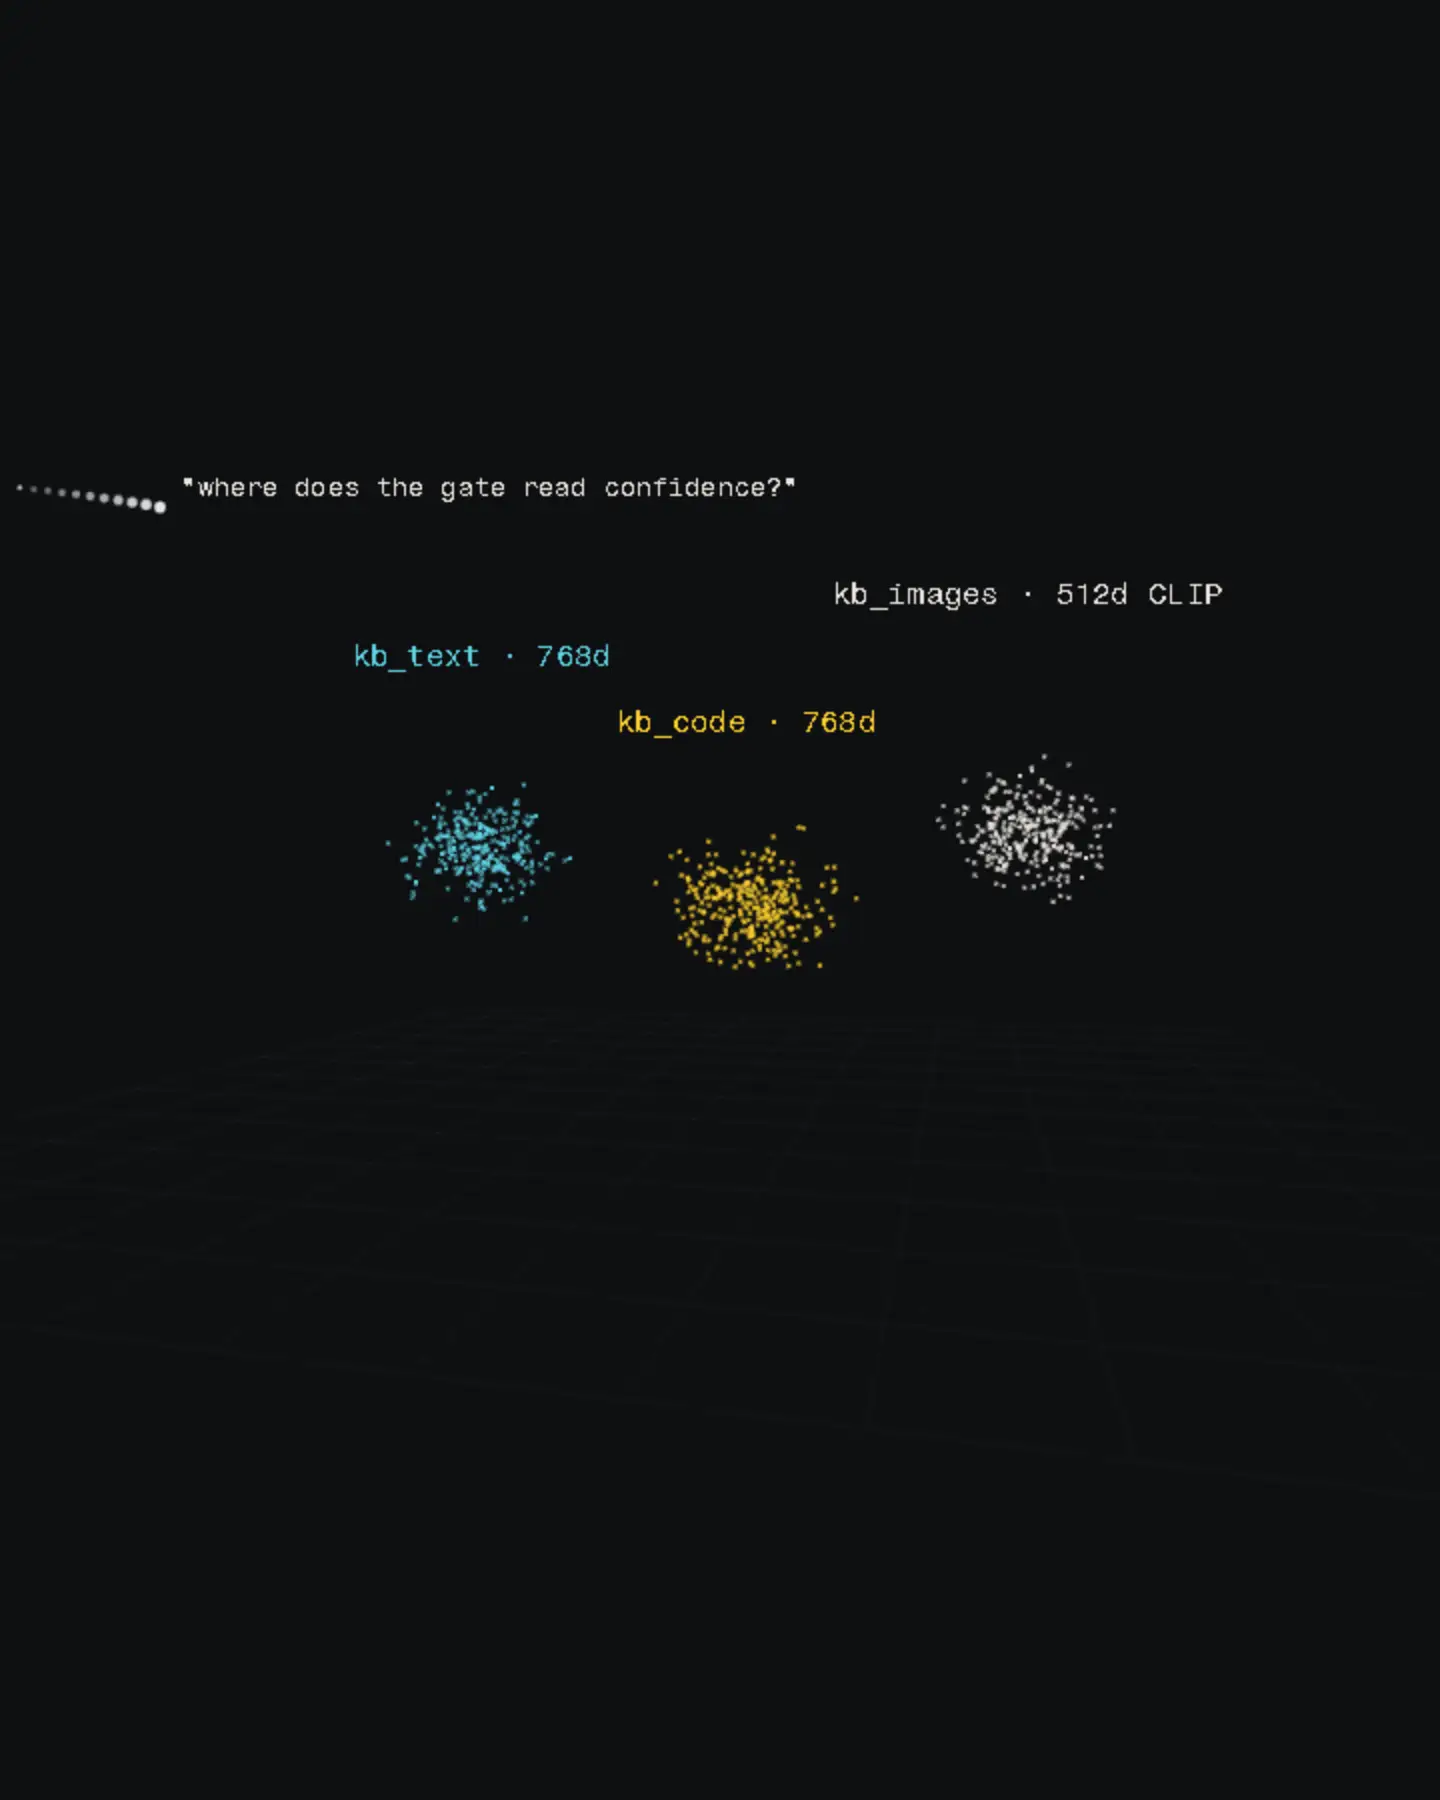 "where does the gate read confidence?"
kb_images · 512d CLIP
kb_text · 768d
kb_code · 768d